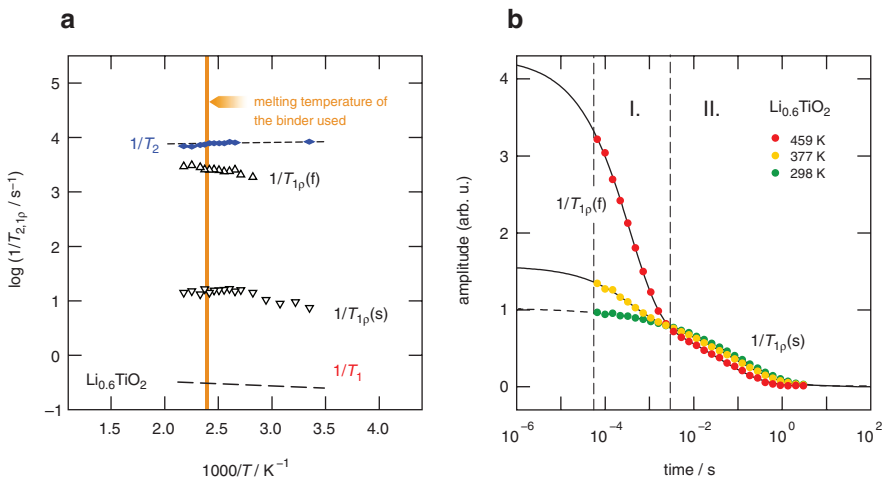 a
5
4
3
2
1
0
−1
log (1/T2,1ρ / s−1)
melting temperature of
the binder used
1/T2
1/T1ρ(f)
1/T1ρ(s)
1/T1
Li0.6TiO2
1.5
2.0
2.5
3.0
3.5
4.0
1000/T / K−1
b
4
3
2
1
0
amplitude (arb. u.)
I.
II.
Li0.6TiO2
459 K
377 K
298 K
1/T1ρ(f)
1/T1ρ(s)
10−6
10−4
10−2
100
102
time / s